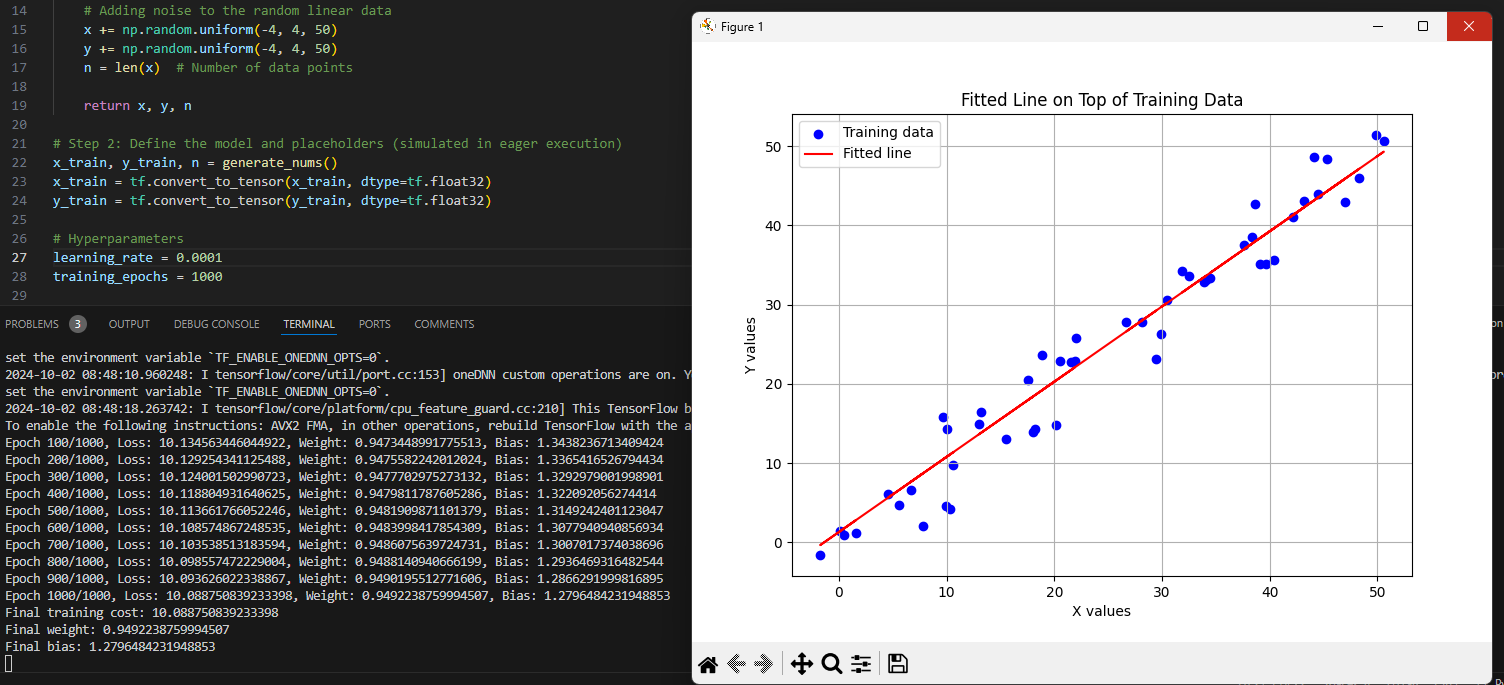 14 # Adding noise to the random linear data
15 x += np.random.uniform(-4, 4, 50)
16 y += np.random.uniform(-4, 4, 50)
17 n = len(x)  # Number of data points
18
19 return x, y, n
20
21 # Step 2: Define the model and placeholders (simulated in eager execution)
22 x_train, y_train, n = generate_nums()
23 x_train = tf.convert_to_tensor(x_train, dtype=tf.float32)
24 y_train = tf.convert_to_tensor(y_train, dtype=tf.float32)
25
26 # Hyperparameters
27 learning_rate = 0.0001
28 training_epochs = 1000
29
PROBLEMS 3 OUTPUT DEBUG CONSOLE TERMINAL PORTS COMMENTS
set the environment variable `TF_ENABLE_ONEDNN_OPTS=0`.
2024-10-02 08:48:10.960248: I tensorflow/core/util/port.cc:153] oneDNN custom operations are on.
set the environment variable `TF_ENABLE_ONEDNN_OPTS=0`.
2024-10-02 08:48:18.263742: I tensorflow/core/platform/cpu_feature_guard.cc:210] This TensorFlow b
To enable the following instructions: AVX2 FMA, in other operations, rebuild TensorFlow with the a
Epoch 100/1000, Loss: 10.134563446044922, Weight: 0.9473448991775513, Bias: 1.3438236713409424
Epoch 200/1000, Loss: 10.129254341125488, Weight: 0.9475582242012024, Bias: 1.3365416526794434
Epoch 300/1000, Loss: 10.124001502990723, Weight: 0.9477702975273132, Bias: 1.3292979001998901
Epoch 400/1000, Loss: 10.118804931640625, Weight: 0.9479811787605286, Bias: 1.322092056274414
Epoch 500/1000, Loss: 10.113661766052246, Weight: 0.9481909871101379, Bias: 1.3149242401123047
Epoch 600/1000, Loss: 10.108574867248535, Weight: 0.9483998417854309, Bias: 1.3077940940856934
Epoch 700/1000, Loss: 10.103538513183594, Weight: 0.9486075639724731, Bias: 1.3007017374038696
Epoch 800/1000, Loss: 10.098557472229004, Weight: 0.9488140940666199, Bias: 1.2936469316482544
Epoch 900/1000, Loss: 10.093626022338867, Weight: 0.9490195512771606, Bias: 1.2866291999816895
Epoch 1000/1000, Loss: 10.088750839233398, Weight: 0.9492238759994507, Bias: 1.2796484231948853
Final training cost: 10.088750839233398
Final weight: 0.9492238759994507
Final bias: 1.2796484231948853
Figure 1
Fitted Line on Top of Training Data
Training data
Fitted line
Y values
50
40
30
20
10
0
0 10 20 30 40 50
X values